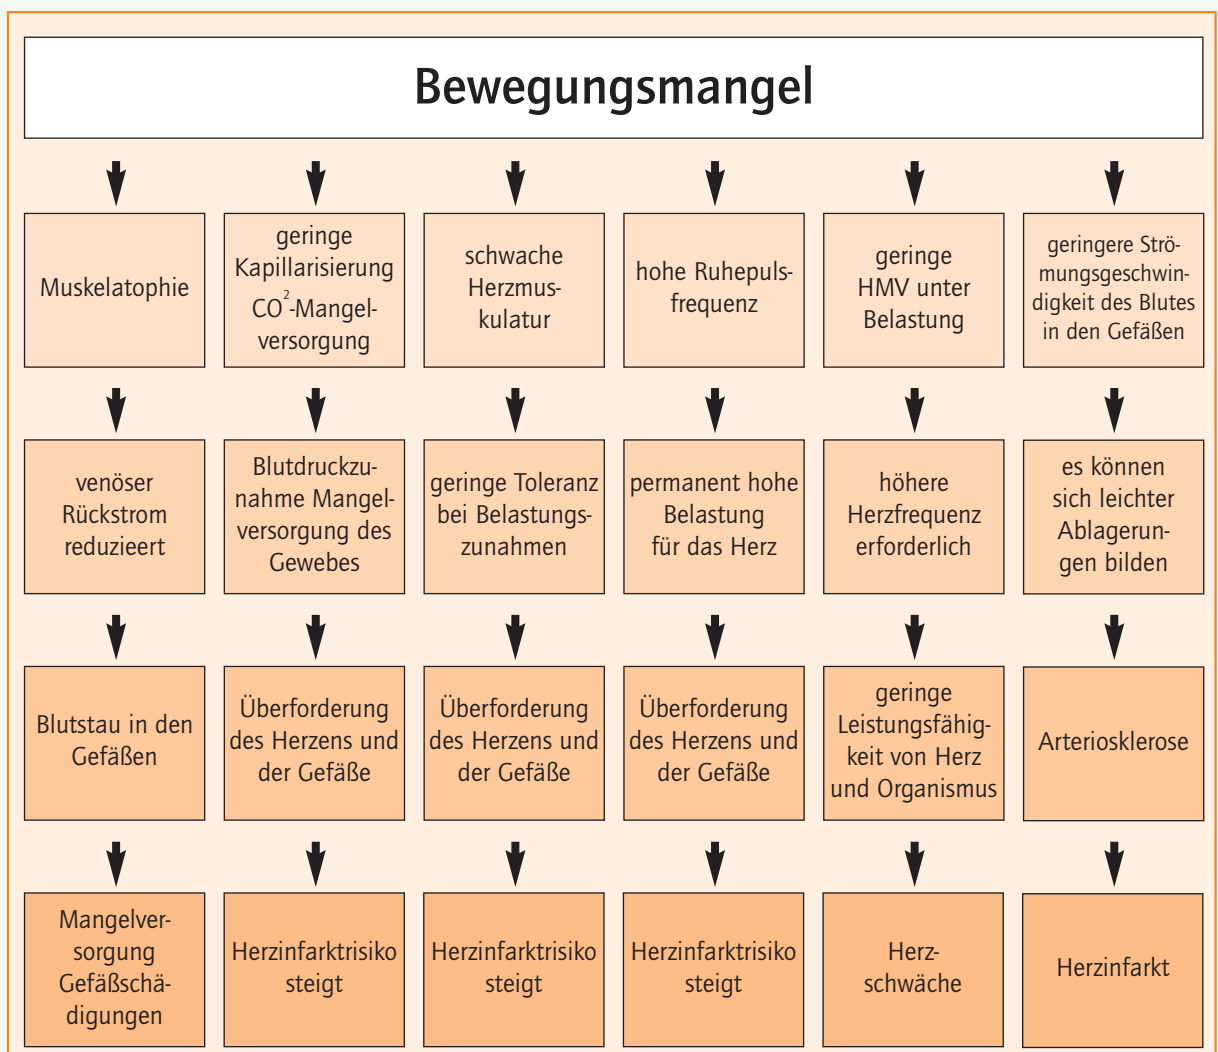 Bewegungsmangel
Muskelatophie
geringe
Kapillarisierung
CO²-Mangel-
versorgung
schwache
Herzmus-
kulatur
hohe Ruhepuls-
frequenz
geringe
HMV unter
Belastung
geringere Strö-
mungsgeschwin-
digkeit des Blutes
in den Gefäßen
venöser
Rückstrom
reduzieert
Blutdruckzu-
nahme Mangel-
versorgung des
Gewebes
geringe Toleranz
bei Belastungs-
zunahmen
permanent hohe
Belastung
für das Herz
höhere
Herzfrequenz
erforderlich
es können
sich leichter
Ablagerun-
gen bilden
Blutstau in den
Gefäßen
Überforderung
des Herzens und
der Gefäße
Überforderung
des Herzens und
der Gefäße
Überforderung
des Herzens und
der Gefäße
geringe
Leistungsfähig-
keit von Herz
und Organismus
Arteriosklerose
Mangelver-
sorgung
Gefäßschä-
digungen
Herzinfarktrisiko
steigt
Herzinfarktrisiko
steigt
Herzinfarktrisiko
steigt
Herz-
schwäche
Herzinfarkt